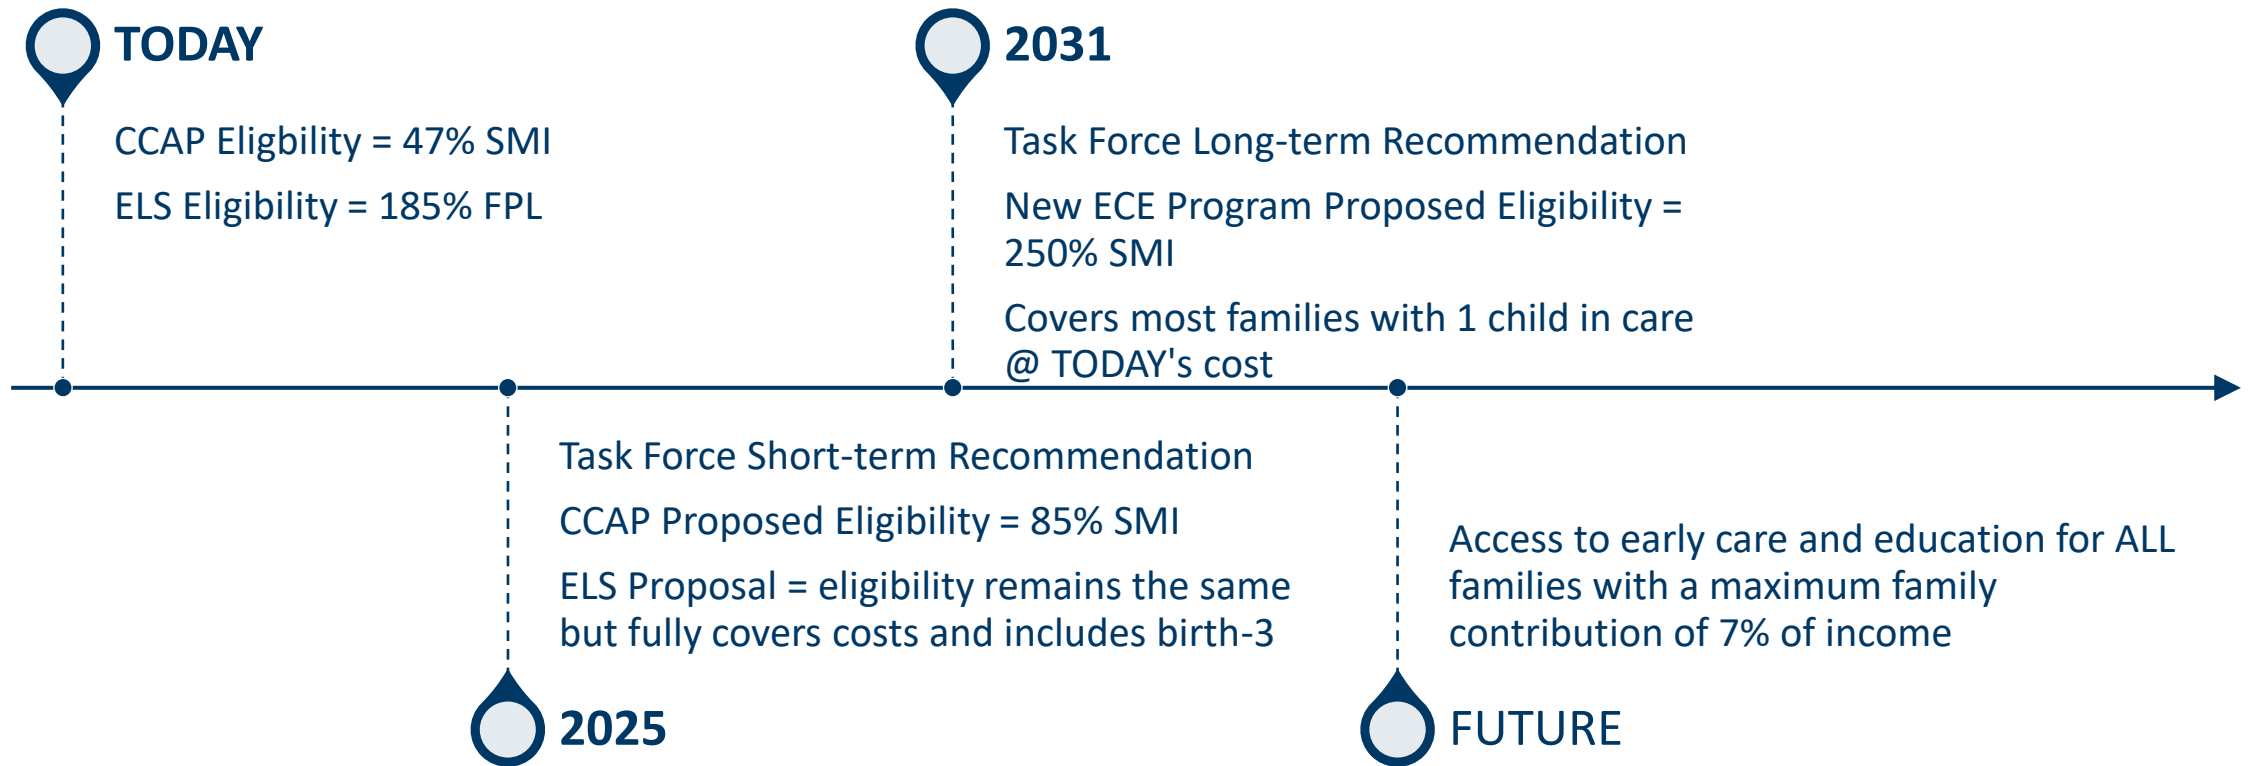 TODAY
CCAP Eligbility = 47% SMI
ELS Eligibility = 185% FPL
2025
Task Force Short-term Recommendation
CCAP Proposed Eligibility = 85% SMI
ELS Proposal = eligibility remains the same
but fully covers costs and includes birth-3
2031
Task Force Long-term Recommendation
New ECE Program Proposed Eligibility =
250% SMI
Covers most families with 1 child in care
@ TODAY's cost
FUTURE
Access to early care and education for ALL
families with a maximum family
contribution of 7% of income